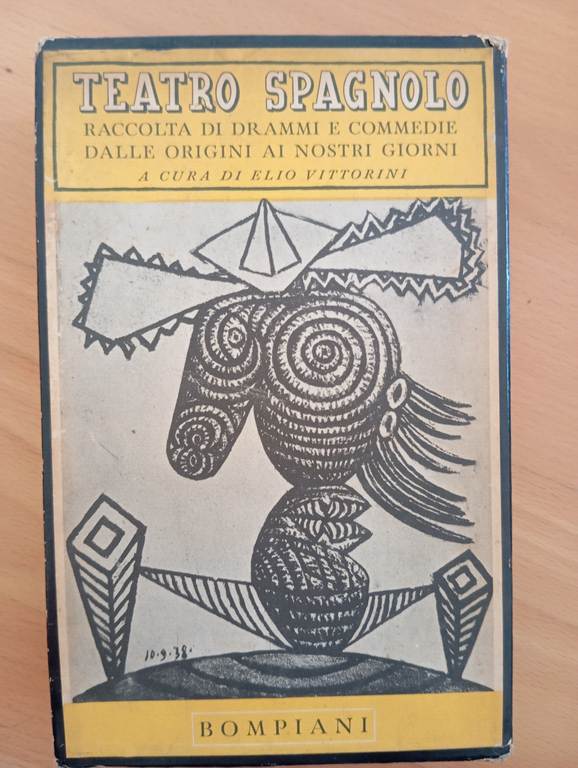 TEATRO SPAGNOLO
RACCOLTA DI DRAMMI E COMMEDIE
DALLE ORIGINI AI NOSTRI GIORNI
A CURA DI ELIO VITTORINI
10.9.38.
BOMPIANI